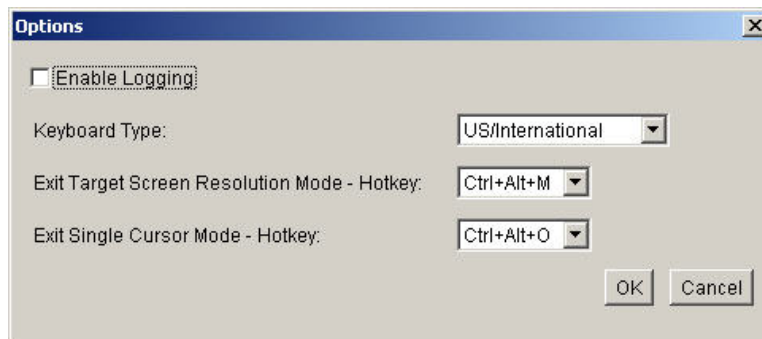 Options
Enable Logging
Keyboard Type: US/International
Exit Target Screen Resolution Mode - Hotkey: Ctrl+Alt+M
Exit Single Cursor Mode - Hotkey: Ctrl+Alt+O
OK Cancel